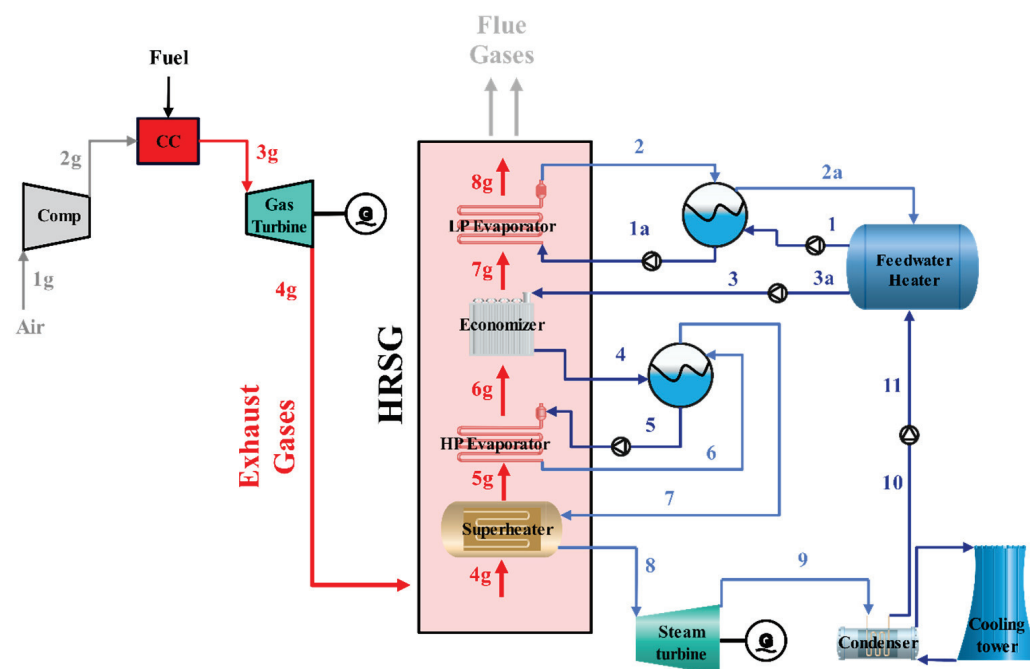 Flue
Gases
Fuel
CC
2g
3g
Comp
Gas
Turbine
G
1g
Air
4g
Exhaust
Gases
HRSG
8g
LP Evaporator
7g
Economizer
6g
HP Evaporator
5g
Superheater
4g
2
2a
1a
1
3
3a
Feedwater
Heater
4
5
6
7
8
9
10
11
Steam
turbine
G
Condenser
Cooling
tower